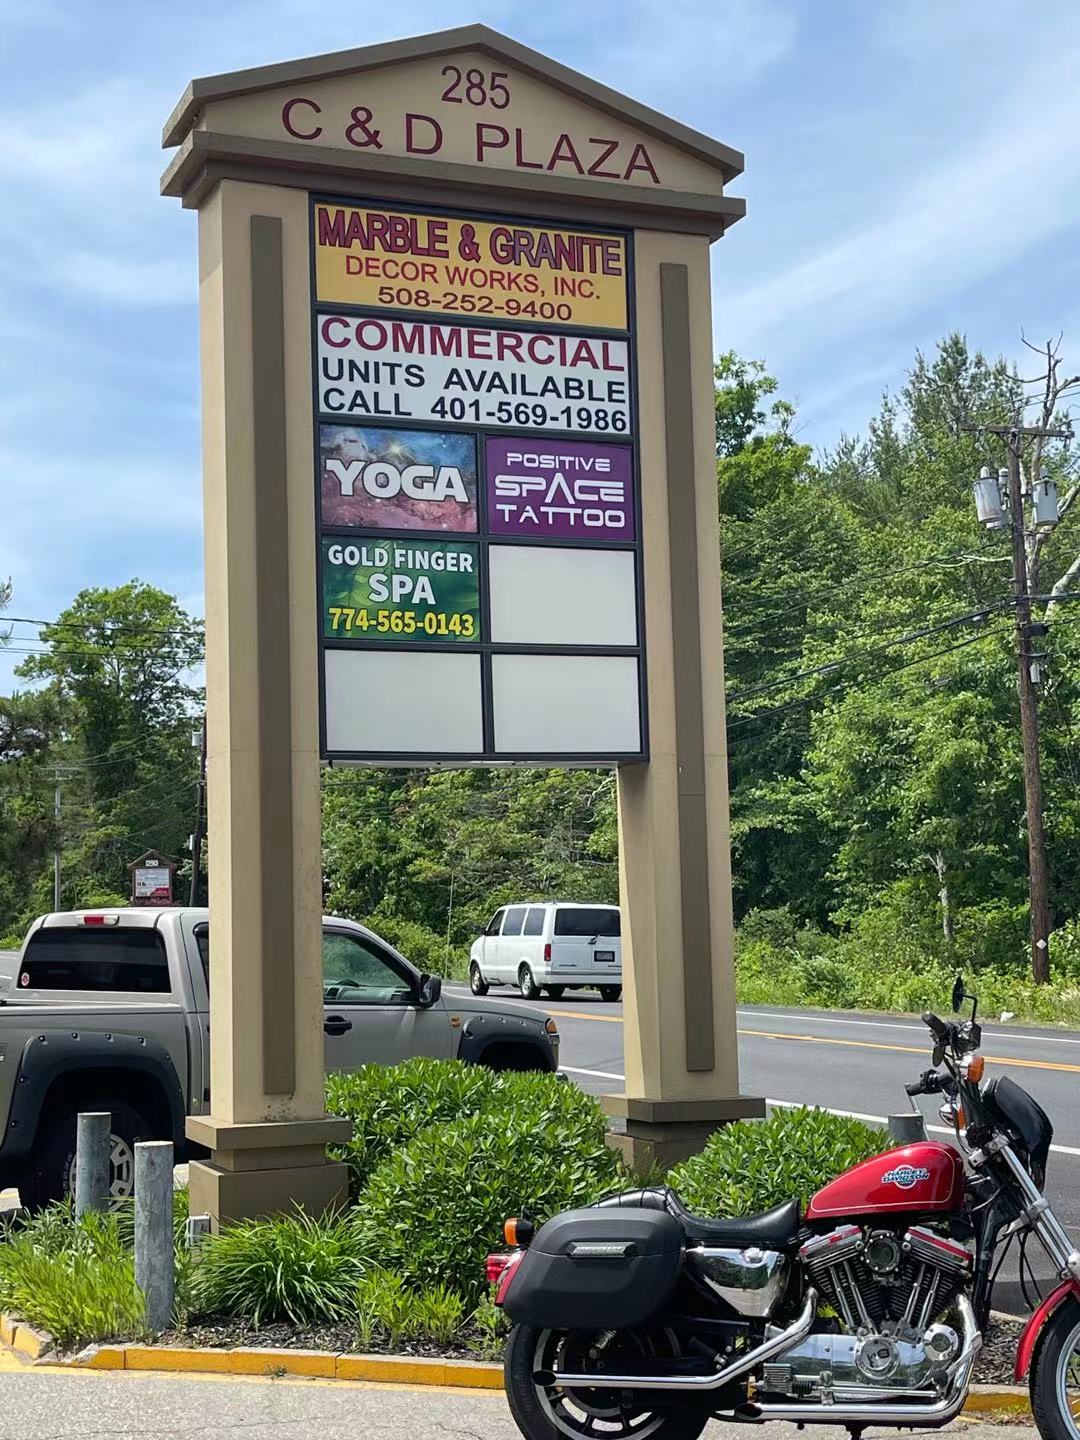 285
C & D PLAZA
MARBLE & GRANITE
DECOR WORKS, INC.
508-252-9400
COMMERCIAL
UNITS AVAILABLE
CALL 401-569-1986
YOGA
POSITIVE
SPACE
TATTOO
GOLD FINGER
SPA
774-565-0143
HARLEY-
DAVIDSON